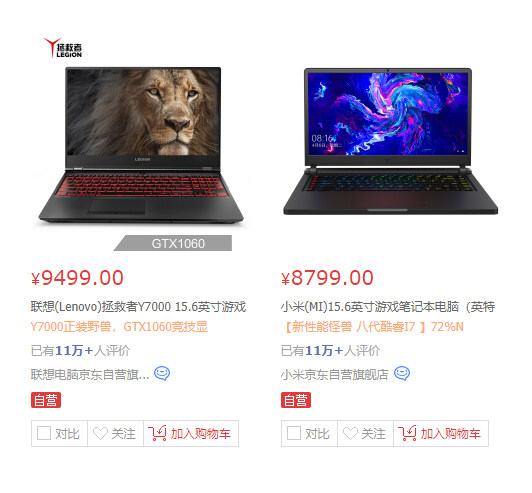 拯救者
LEGION
LEGION
08:16
GTX1060
¥9499.00
联想(Lenovo)拯救者Y7000 15.6英寸游戏
Y7000正装野兽，GTX1060竞技显
已有11万+人评价
联想电脑京东自营旗...
自营
对比
关注
加入购物车
¥8799.00
小米(MI)15.6英寸游戏笔记本电脑（英特
【新性能怪兽 八代酷睿I7 】72%N
已有11万+人评价
小米京东自营旗舰店
自营
对比
关注
加入购物车